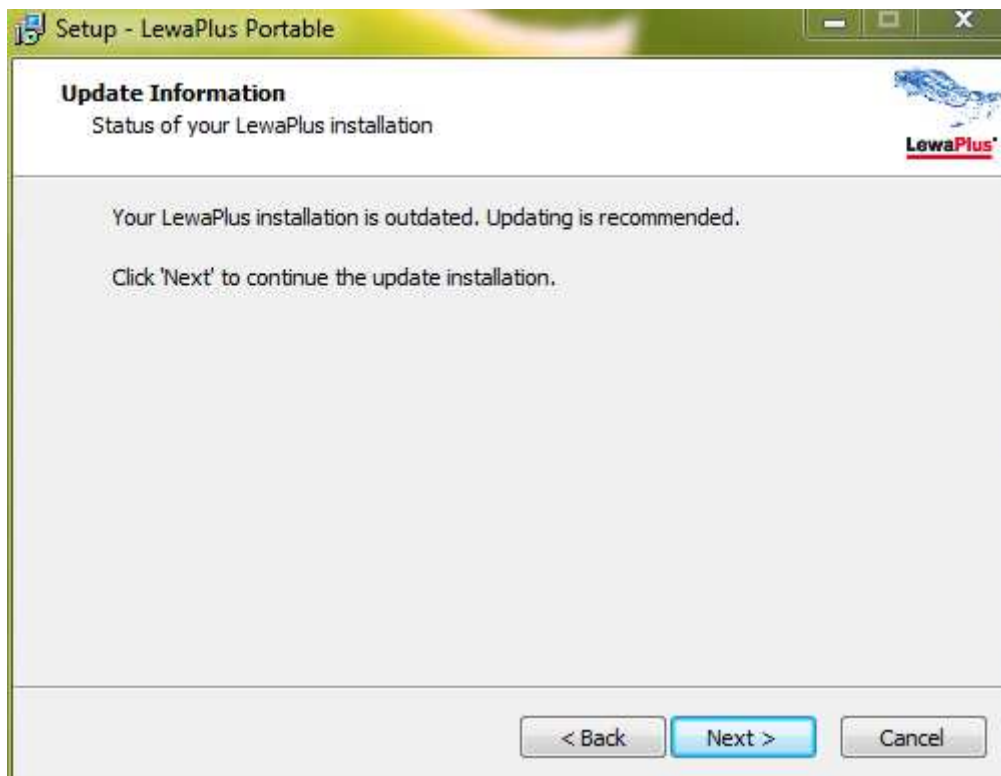 Setup - LewaPlus Portable
Update Information
Status of your LewaPlus installation
LewaPlus
Your LewaPlus installation is outdated. Updating is recommended.
Click 'Next' to continue the update installation.
< Back Next > Cancel